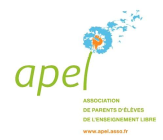 apel
ASSOCIATION
DE PARENTS D'ÉLÈVES
DE L'ENSEIGNEMENT LIBRE
www.apel.asso.fr